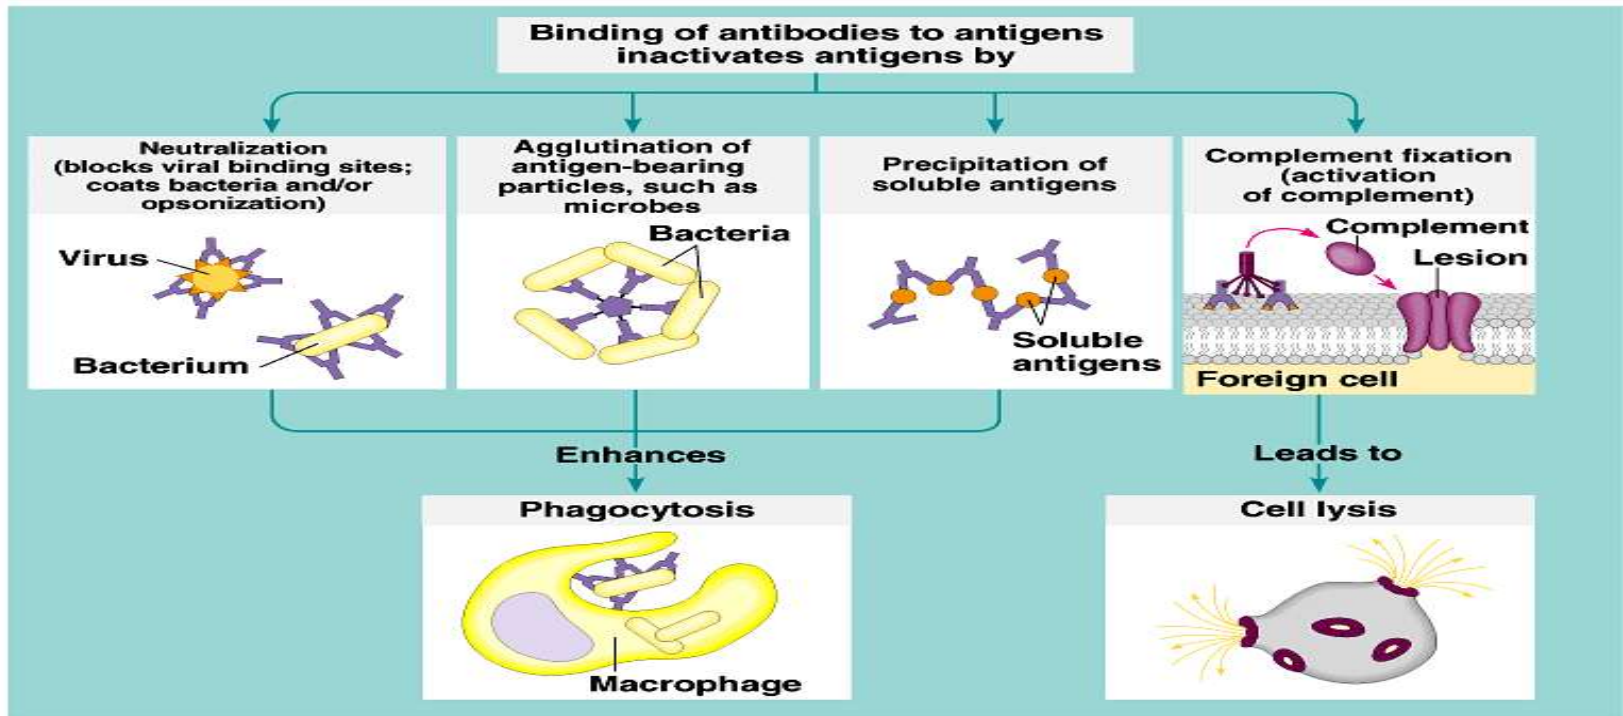 Binding of antibodies to antigens
inactivates antigens by
Neutralization
(blocks viral binding sites;
coats bacteria and/or
opsonization)
Virus
Bacterium
Agglutination of
antigen-bearing
particles, such as
microbes
Bacteria
Precipitation of
soluble antigens
Soluble
antigens
Complement fixation
(activation
of complement)
Complement
Lesion
Foreign cell
Enhances
Leads to
Phagocytosis
Macrophage
Cell lysis